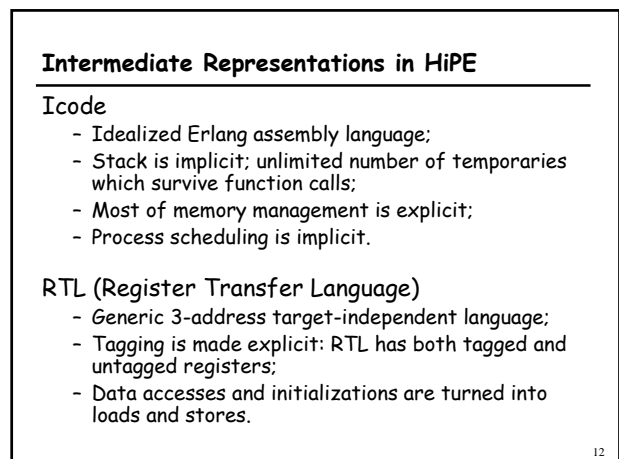 Intermediate Representations in HiPE
Icode
- Idealized Erlang assembly language;
- Stack is implicit; unlimited number of temporaries
which survive function calls;
- Most of memory management is explicit;
- Process scheduling is implicit.
RTL (Register Transfer Language)
- Generic 3-address target-independent language;
- Tagging is made explicit: RTL has both tagged and
untagged registers;
- Data accesses and initializations are turned into
loads and stores.
12